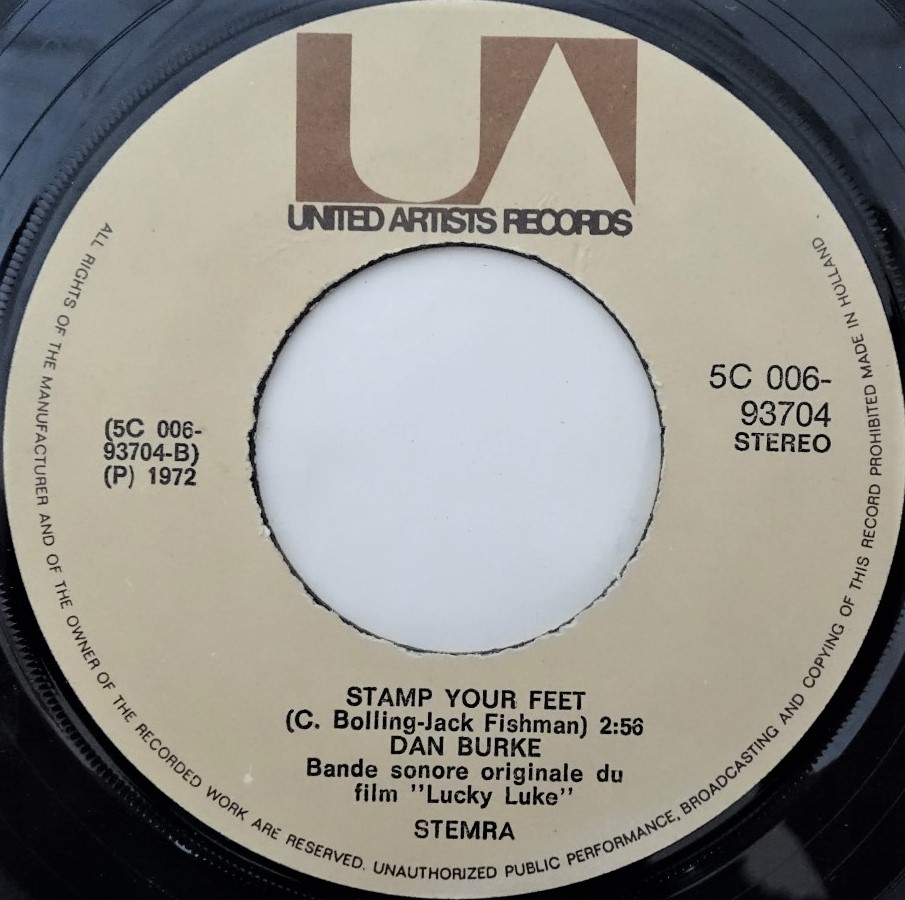 UA
UNITED ARTISTS RECORDS
5C 006-
93704
STEREO
(5C 006-
93704-B)
(P) 1972
STAMP YOUR FEET
(C. Bolling-Jack Fishman) 2:56
DAN BURKE
Bande sonore originale du
film "Lucky Luke"
STEMRA
ALL RIGHTS OF THE MANUFACTURER AND OF THE OWNER OF THE RECORDED WORK ARE RESERVED. UNAUTHORIZED PUBLIC PERFORMANCE, BROADCASTING AND COPYING OF THIS RECORD PROHIBITED MADE IN HOLLAND